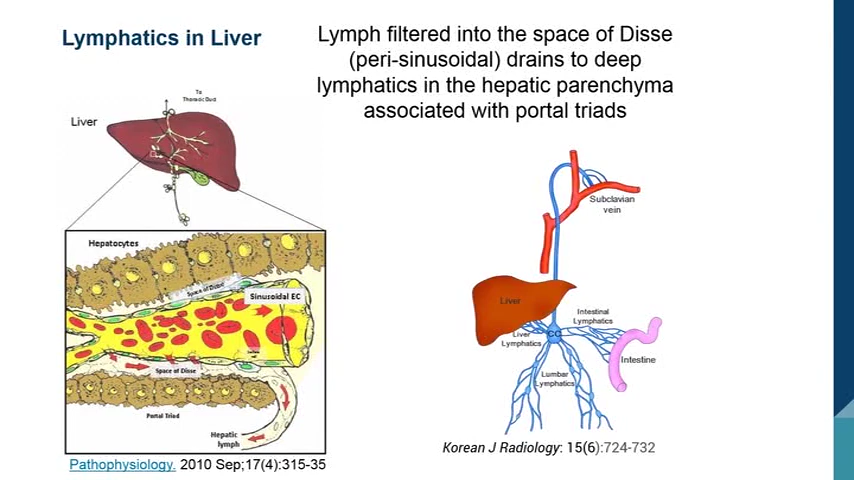 Lymphatics in Liver
Lymph filtered into the space of Disse
(peri-sinusoidal) drains to deep
lymphatics in the hepatic parenchyma
associated with portal triads
To
Thoracic Duct
Liver
Hepatocytes
Space of Disse
Sinusoidal EC
Space of Disse
Portal Triad
Hepatic
lymph
Pathophysiology. 2010 Sep;17(4):315-35
Subclavian
vein
Liver
Intestinal
Lymphatics
Liver
Lymphatics
CC
Intestine
Lumbar
Lymphatics
Korean J Radiology: 15(6):724-732